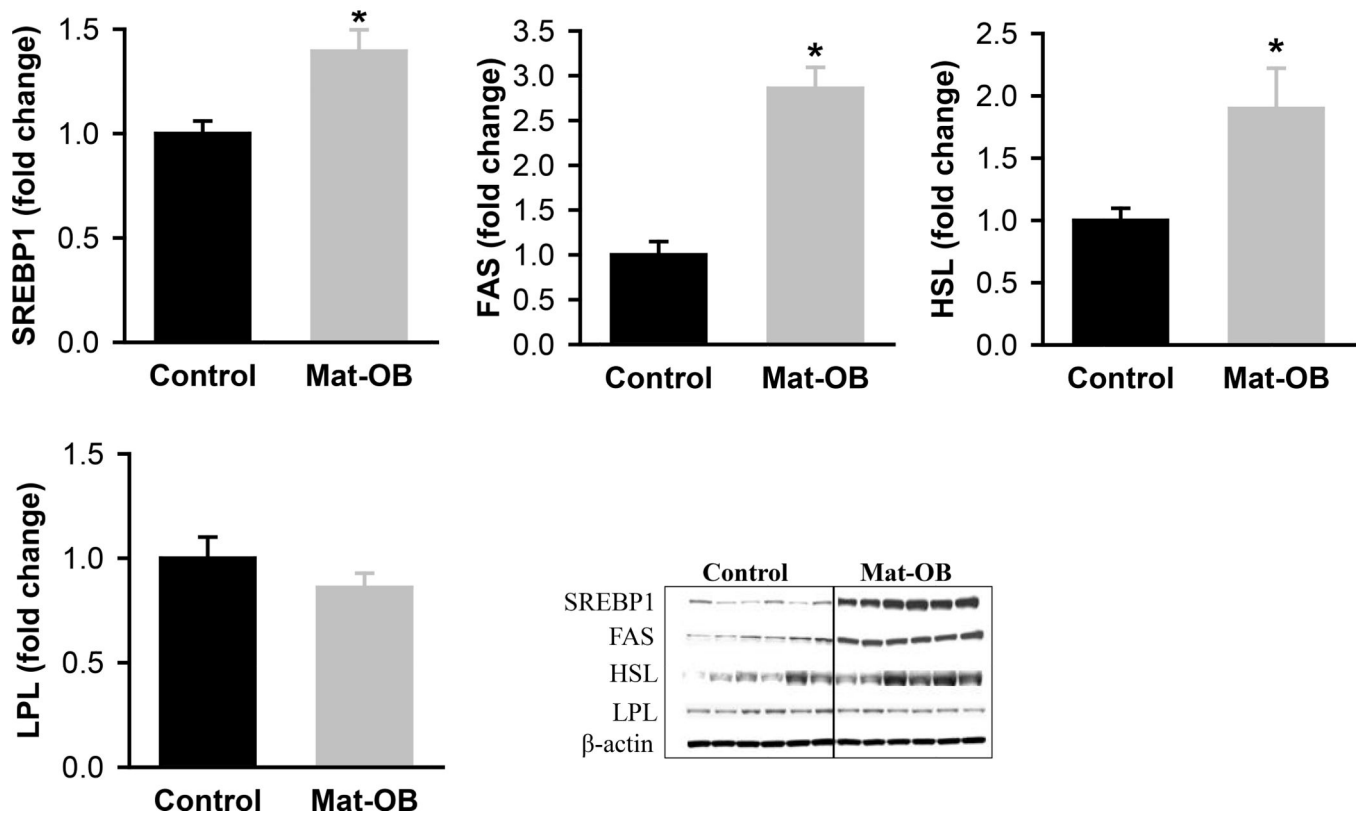 SREBP1 (fold change)
1.5
1.0
0.5
0.0
*
Control Mat-OB
FAS (fold change)
3.5
3.0
2.5
2.0
1.5
1.0
0.5
0.0
*
Control Mat-OB
HSL (fold change)
2.5
2.0
1.5
1.0
0.5
0.0
*
Control Mat-OB
LPL (fold change)
1.5
1.0
0.5
0.0
Control Mat-OB
Control Mat-OB
SREBP1
FAS
HSL
LPL
β-actin